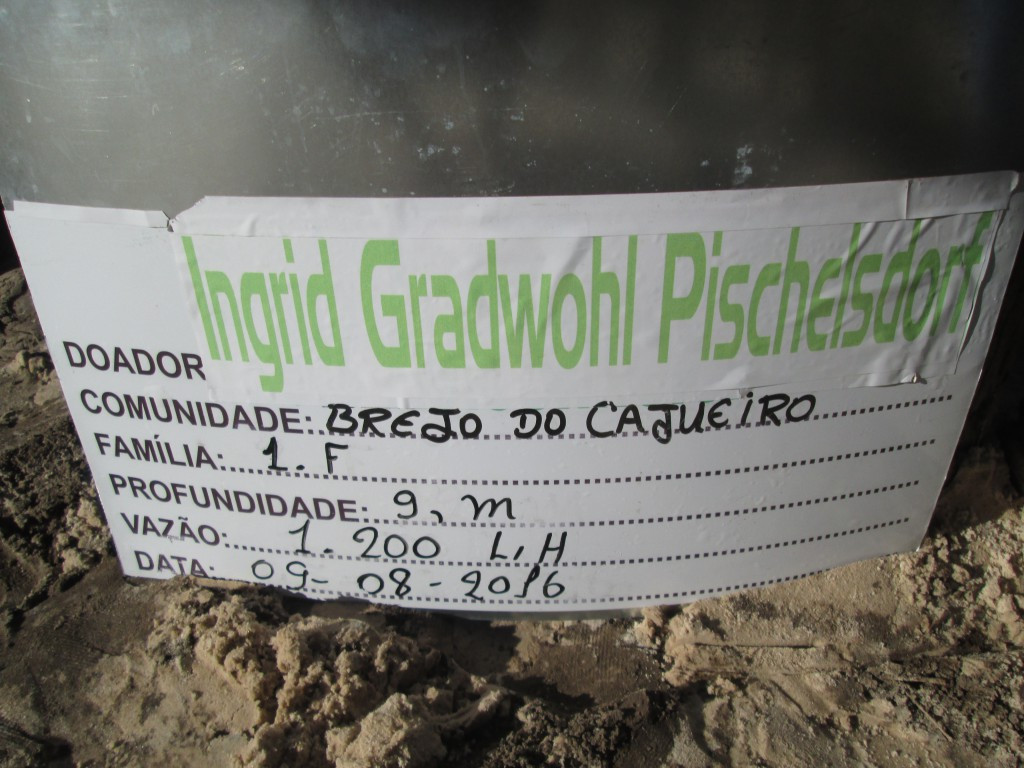 Ingrid Gradwohl Pischelsdorf
DOADOR
COMUNIDADE: BREJO DO CAJUEIRO
FAMÍLIA: 1. F
PROFUNDIDADE: 9, m
VAZÃO: 1.200 L, H
DATA: 09-08-2016